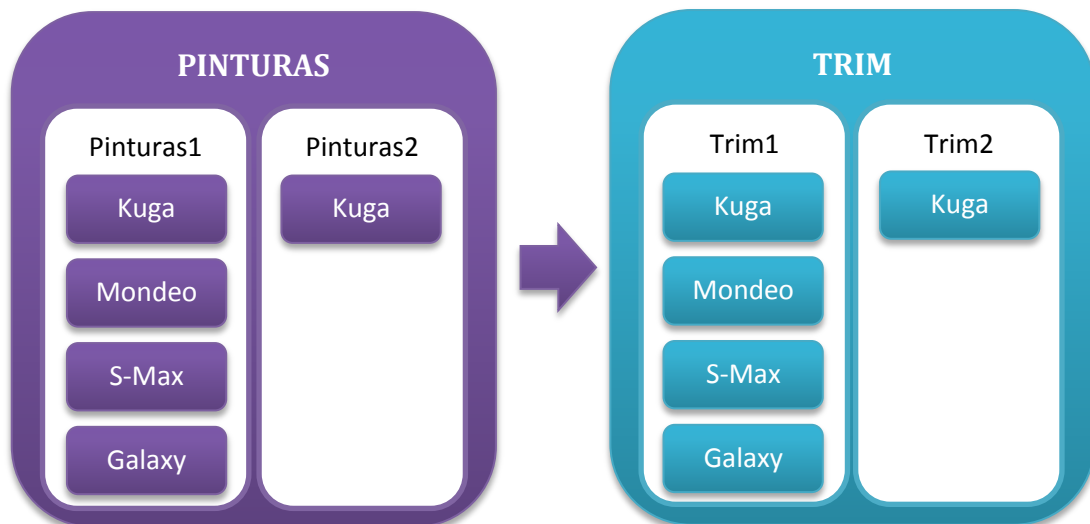 PINTURAS
Pinturas1
Kuga
Mondeo
S-Max
Galaxy
Pinturas2
Kuga
TRIM
Trim1
Kuga
Mondeo
S-Max
Galaxy
Trim2
Kuga